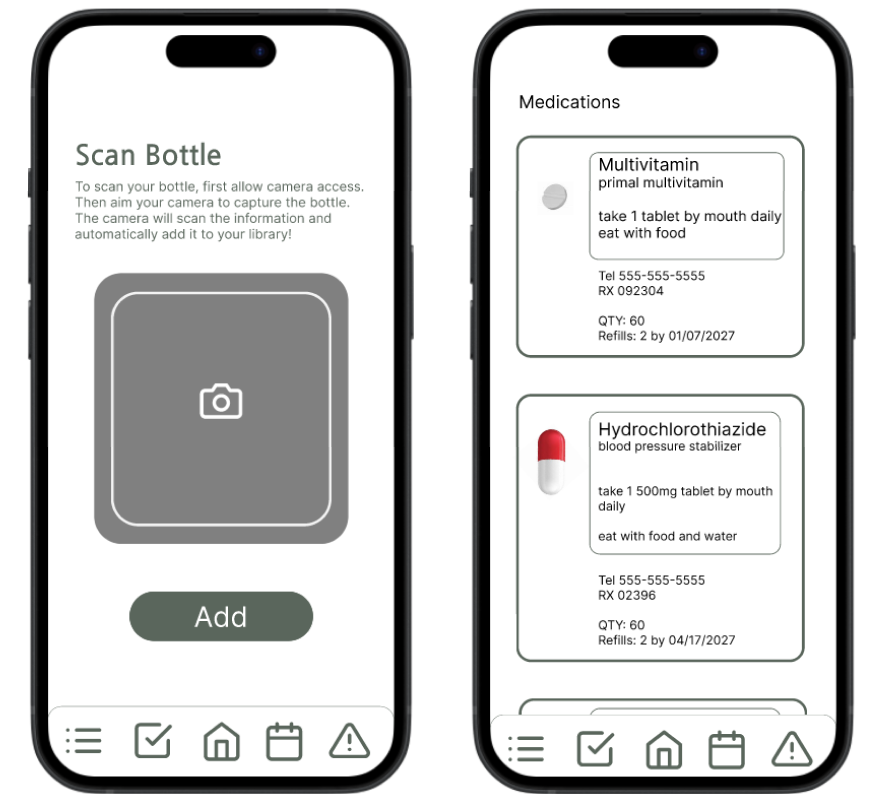 Scan Bottle
To scan your bottle, first allow camera access.
Then aim your camera to capture the bottle.
The camera will scan the information and
automatically add it to your library!
Add
Medications
Multivitamin
primal multivitamin
take 1 tablet by mouth daily
eat with food
Tel 555-555-5555
RX 092304
QTY: 60
Refills: 2 by 01/07/2027
Hydrochlorothiazide
blood pressure stabilizer
take 1 500mg tablet by mouth
daily
eat with food and water
Tel 555-555-5555
RX 02396
QTY: 60
Refills: 2 by 04/17/2027